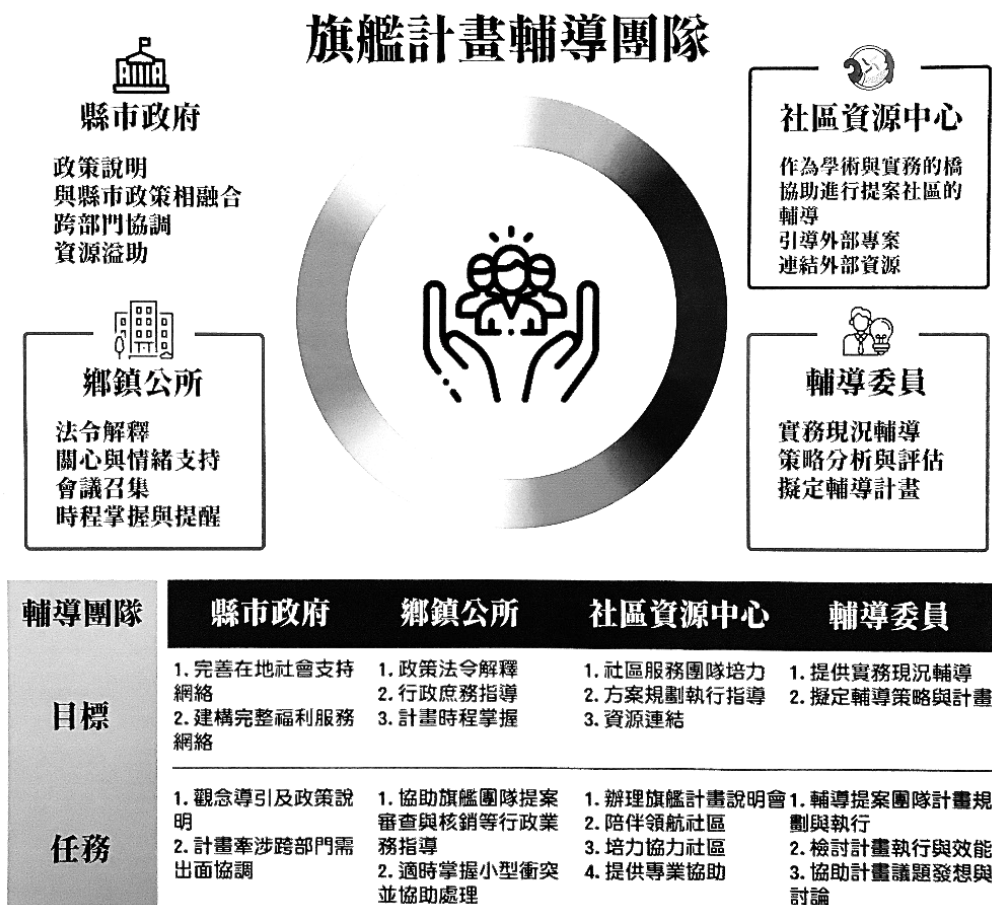 旗艦計畫輔導團隊
縣市政府
政策說明
與縣市政策相融合
跨部門協調
資源溢助
社區資源中心
作為學術與實務的橋
協助進行提案社區的
輔導
引導外部專案
連結外部資源
鄉鎮公所
法令解釋
關心與情緒支持
會議召集
時程掌握與提醒
輔導委員
實務現況輔導
策略分析與評估
擬定輔導計畫
輔導團隊
縣市政府
鄉鎮公所
社區資源中心
輔導委員
目標
1. 完善在地社會支持
網絡
2. 建構完整福利服務
網絡
1. 政策法令解釋
2. 行政庶務指導
3. 計畫時程掌握
1. 社區服務團隊培力
2. 方案規劃執行指導
3. 資源連結
1. 提供實務現況輔導
2. 擬定輔導策略與計畫
任務
1. 觀念導引及政策說
明
2. 計畫牽涉跨部門需
出面協調
1. 協助旗艦團隊提案
審查與核銷等行政業
務指導
2. 適時掌握小型衝突
並協助處理
1. 辦理旗艦計畫說明會
2. 陪伴領航社區
3. 培力協力社區
4. 提供專業協助
1. 輔導提案團隊計畫規
劃與執行
2. 檢討計畫執行與效能
3. 協助計畫議題發想與
討論